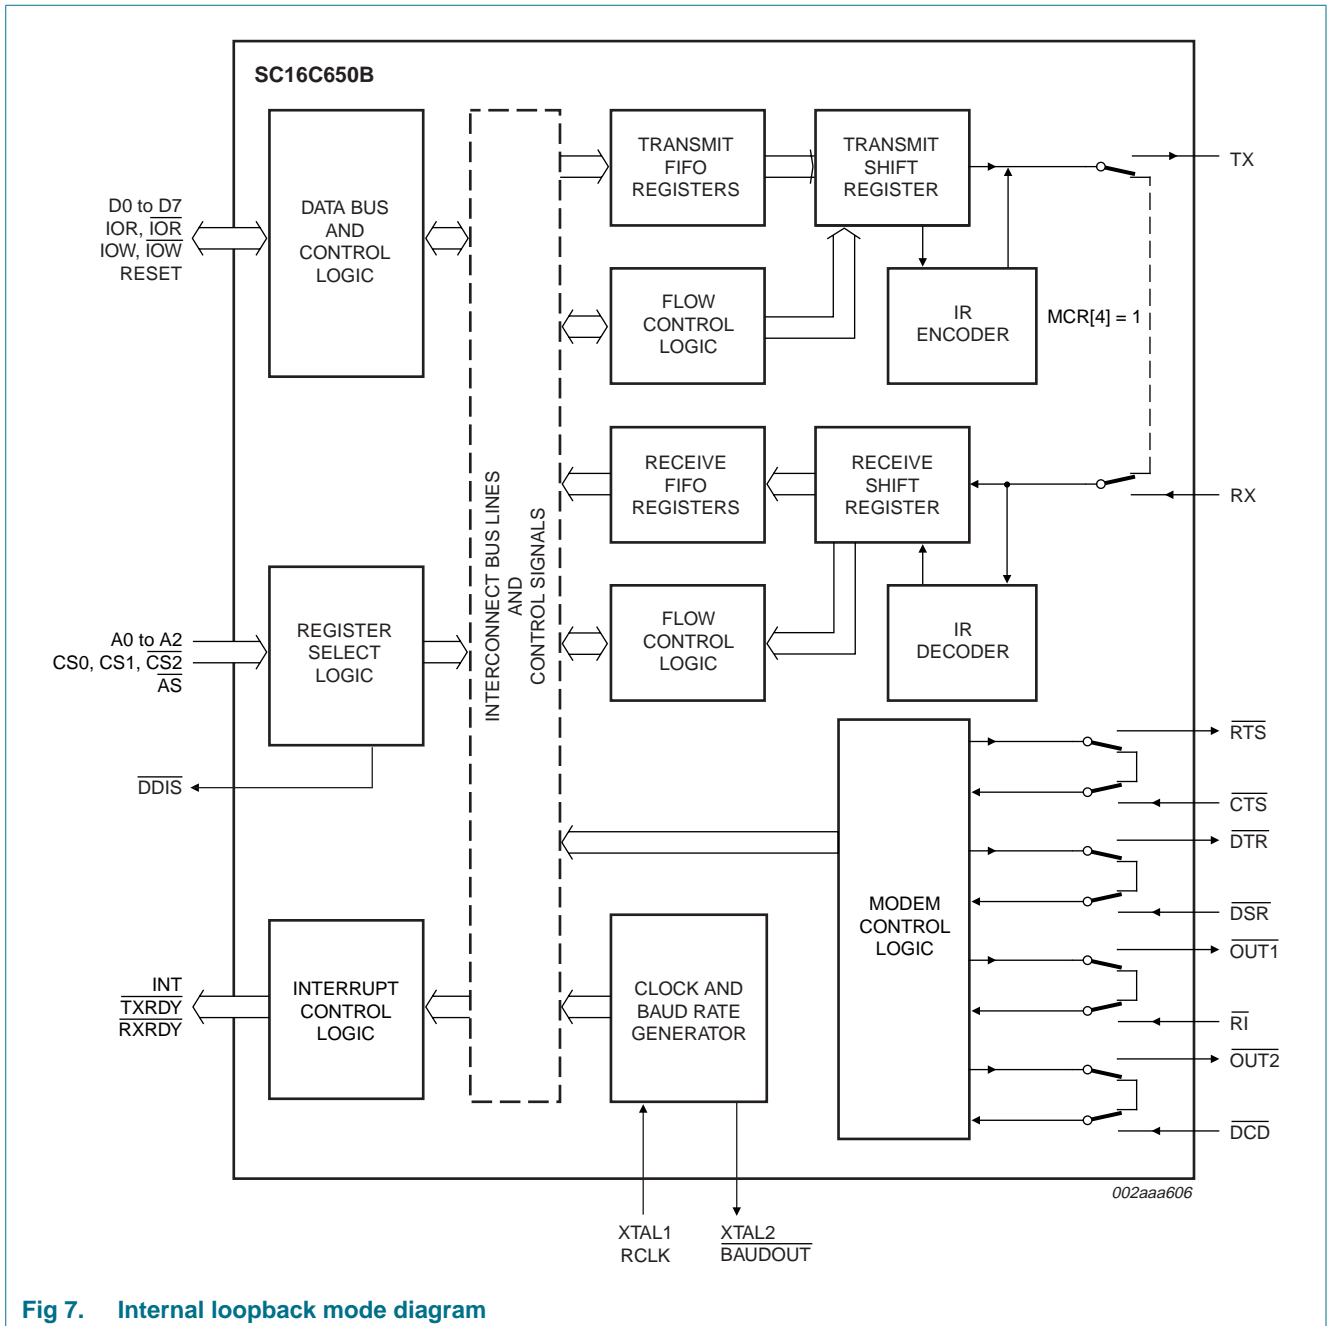 SC16C650B
D0 to D7
IOR, IOR
IOW, IOW
RESET
DATA BUS
AND
CONTROL
LOGIC
A0 to A2
CS0, CS1, CS2
AS
REGISTER
SELECT
LOGIC
DDIS
INT
TXRDY
RXRDY
INTERRUPT
CONTROL
LOGIC
INTERCONNECT BUS LINES
AND
CONTROL SIGNALS
TRANSMIT
FIFO
REGISTERS
TRANSMIT
SHIFT
REGISTER
TX
FLOW
CONTROL
LOGIC
IR
ENCODER
MCR[4] = 1
RECEIVE
FIFO
REGISTERS
RECEIVE
SHIFT
REGISTER
RX
FLOW
CONTROL
LOGIC
IR
DECODER
MODEM
CONTROL
LOGIC
RTS
CTS
DTR
DSR
OUT1
RI
OUT2
DCD
CLOCK AND
BAUD RATE
GENERATOR
XTAL1
RCLK
XTAL2
BAUDOUT
002aaa606
Fig 7. Internal loopback mode diagram